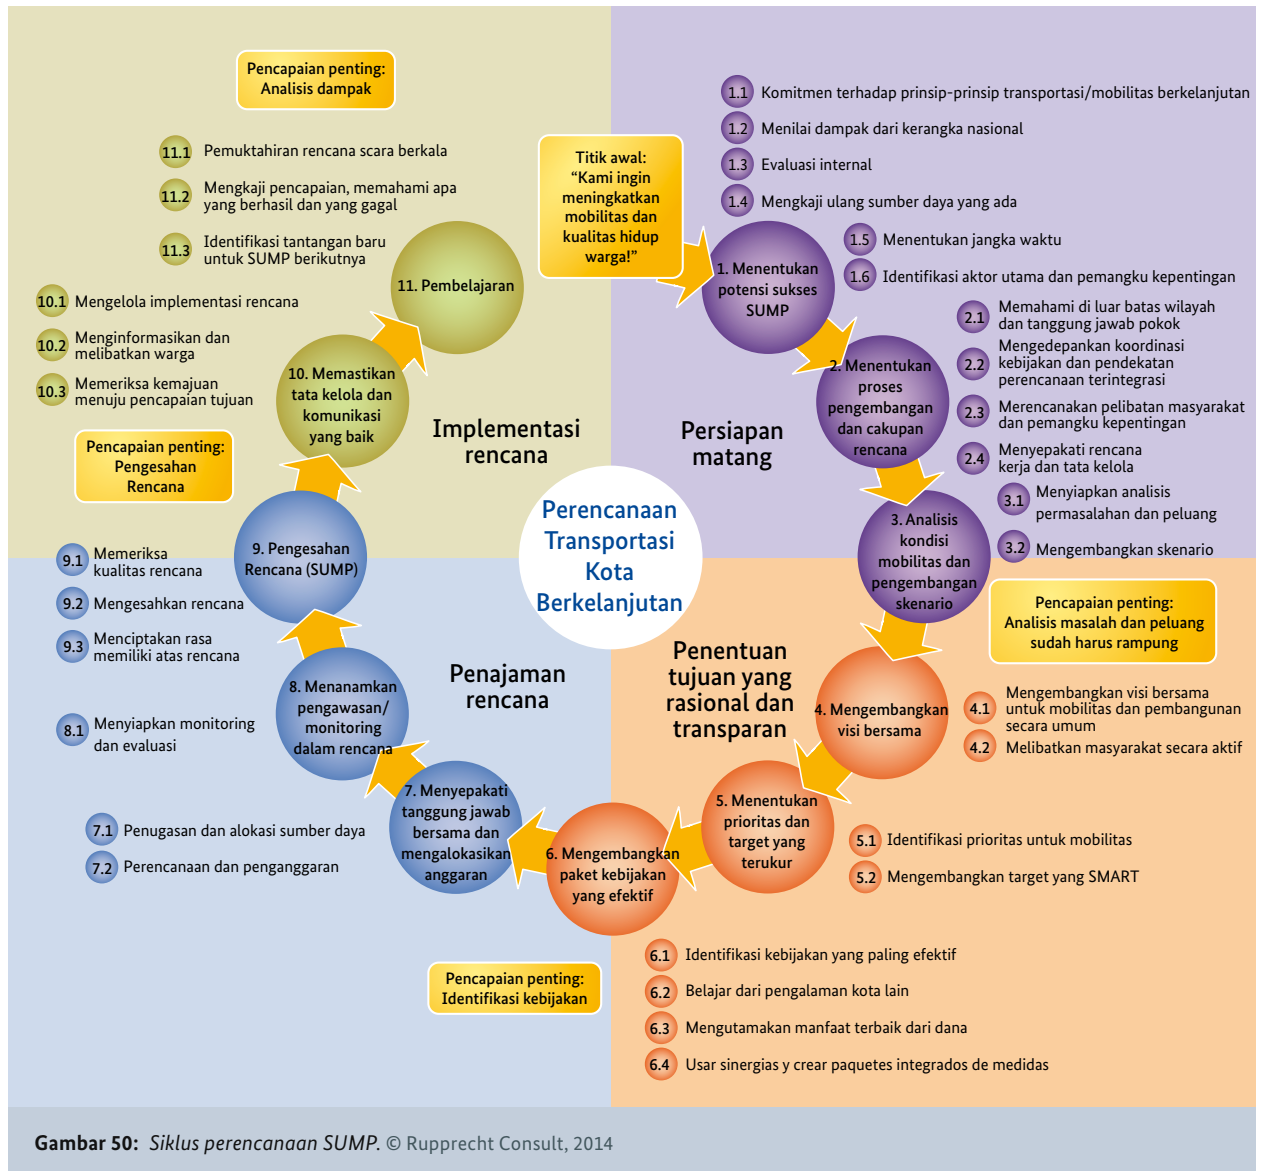 Pencapaian penting:
Analisis dampak
11.1 Pemuktahiran rencana scara berkala
11.2 Mengkaji pencapaian, memahami apa
yang berhasil dan yang gagal
11.3 Identifikasi tantangan baru
untuk SUMP berikutnya
11. Pembelajaran
10.1 Mengelola implementasi rencana
10.2 Menginformasikan dan
melibatkan warga
10.3 Memeriksa kemajuan
menuju pencapaian tujuan
10. Memastikan
tata kelola dan
komunikasi
yang baik
Implementasi
rencana
Pencapaian penting:
Pengesahan
Rencana
Titik awal:
“Kami ingin
meningkatkan
mobilitas dan
kualitas hidup
warga!”
1.1 Komitmen terhadap prinsip-prinsip transportasi/mobilitas berkelanjutan
1.2 Menilai dampak dari kerangka nasional
1.3 Evaluasi internal
1.4 Mengkaji ulang sumber daya yang ada
1.5 Menentukan jangka waktu
1.6 Identifikasi aktor utama dan pemangku kepentingan
1. Menentukan
potensi sukses
SUMP
2.1 Memahami di luar batas wilayah
dan tanggung jawab pokok
2.2 Mengedepankan koordinasi
kebijakan dan pendekatan
perencanaan terintegrasi
2.3 Merencanakan pelibatan masyarakat
dan pemangku kepentingan
2.4 Menyepakati rencana
kerja dan tata kelola
2. Menentukan
proses
pengembangan
dan cakupan
rencana
Persiapan
matang
3.1 Menyiapkan analisis
permasalahan dan peluang
3.2 Mengembangkan skenario
3. Analisis
kondisi
mobilitas dan
pengembangan
skenario
Perencanaan
Transportasi
Kota
Berkelanjutan
Pencapaian penting:
Analisis masalah dan peluang
sudah harus rampung
Penentuan
tujuan yang
rasional dan
transparan
4. Mengembangkan
visi bersama
4.1 Mengembangkan visi bersama
untuk mobilitas dan pembangunan
secara umum
4.2 Melibatkan masyarakat secara aktif
5. Menentukan
prioritas dan
target yang
terukur
5.1 Identifikasi prioritas untuk mobilitas
5.2 Mengembangkan target yang SMART
6. Mengembangkan
paket kebijakan
yang efektif
6.1 Identifikasi kebijakan yang paling efektif
6.2 Belajar dari pengalaman kota lain
6.3 Mengutamakan manfaat terbaik dari dana
6.4 Usar sinergias y crear paquetes integrados de medidas
Pencapaian penting:
Identifikasi kebijakan
7. Menyepakati
tanggung jawab
bersama dan
mengalokasikan
anggaran
7.1 Penugasan dan alokasi sumber daya
7.2 Perencanaan dan penganggaran
Penajaman
rencana
8. Menanamkan
pengawasan/
monitoring
dalam rencana
8.1 Menyiapkan monitoring
dan evaluasi
9. Pengesahan
Rencana (SUMP)
9.1 Memeriksa
kualitas rencana
9.2 Mengesahkan rencana
9.3 Menciptakan rasa
memiliki atas rencana
Gambar 50: Siklus perencanaan SUMP. © Rupprecht Consult, 2014